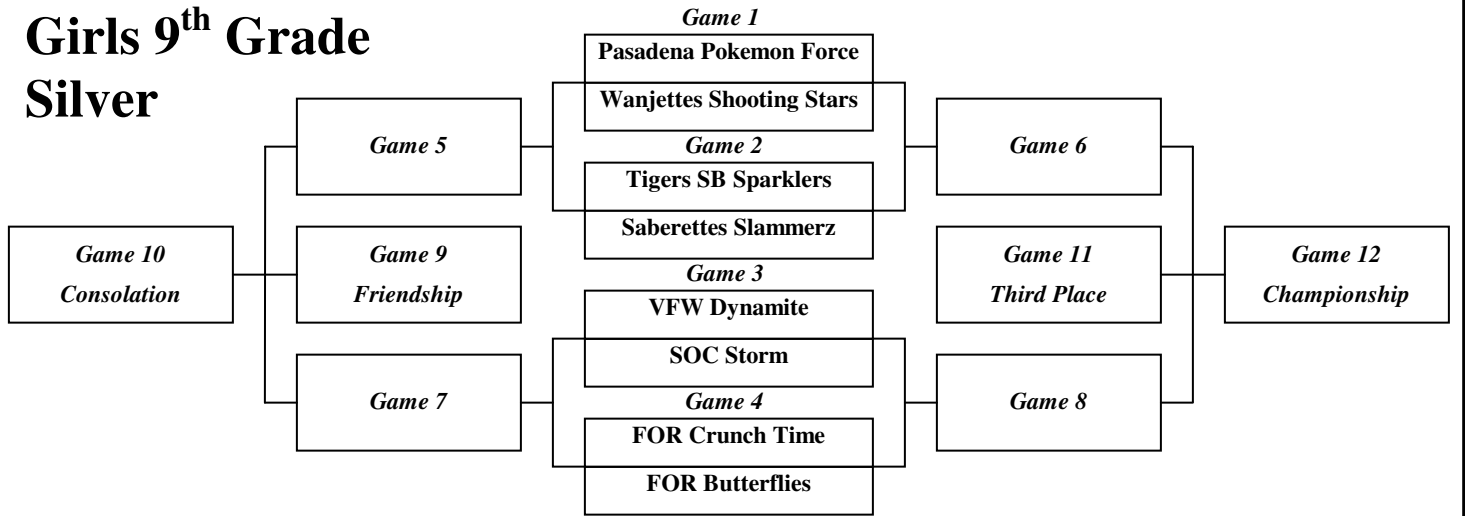 Girls 9th Grade
Silver
Game 1
Pasadena Pokemon Force
Wanjettes Shooting Stars
Game 2
Tigers SB Sparklers
Saberettes Slammerz
Game 3
VFW Dynamite
SOC Storm
Game 4
FOR Crunch Time
FOR Butterflies
Game 5
Game 6
Game 10
Consolation
Game 9
Friendship
Game 11
Third Place
Game 12
Championship
Game 7
Game 8